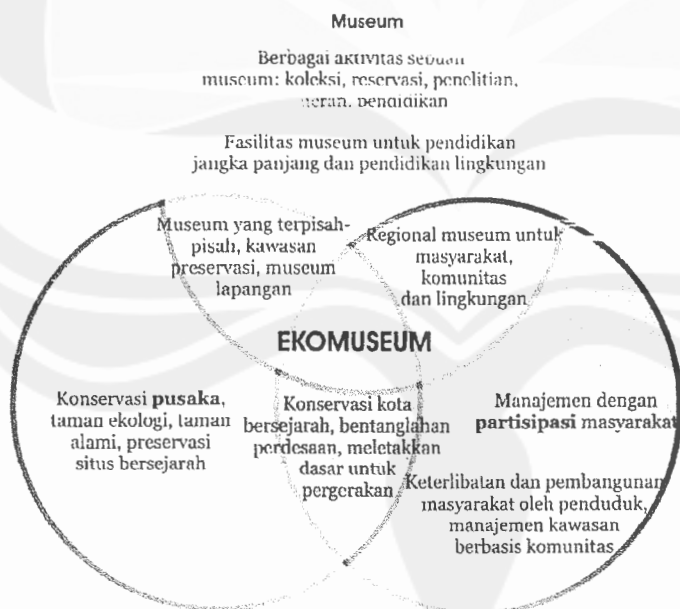 Museum
Berbagai aktivitas sebuah
museum: koleksi, reservasi, penelitian,
pendidikan
Fasilitas museum untuk pendidikan
jangka panjang dan pendidikan lingkungan
Museum yang terpisah-
pisah, kawasan
preservasi, museum
lapangan
Regional museum untuk
masyarakat,
komunitas
dan lingkungan
EKOMUSEUM
Konservasi pusaka,
taman ekologi, taman
alami, preservasi
situs bersejarah
Konservasi kota
bersejarah, bentanglahan
perdesaan, meletakkan
dasar untuk
pergerakan
Manajemen dengan
partisipasi masyarakat
Keterlibatan dan pembangunan
masyarakat oleh penduduk,
manajemen kawasan
berbasis komunitas